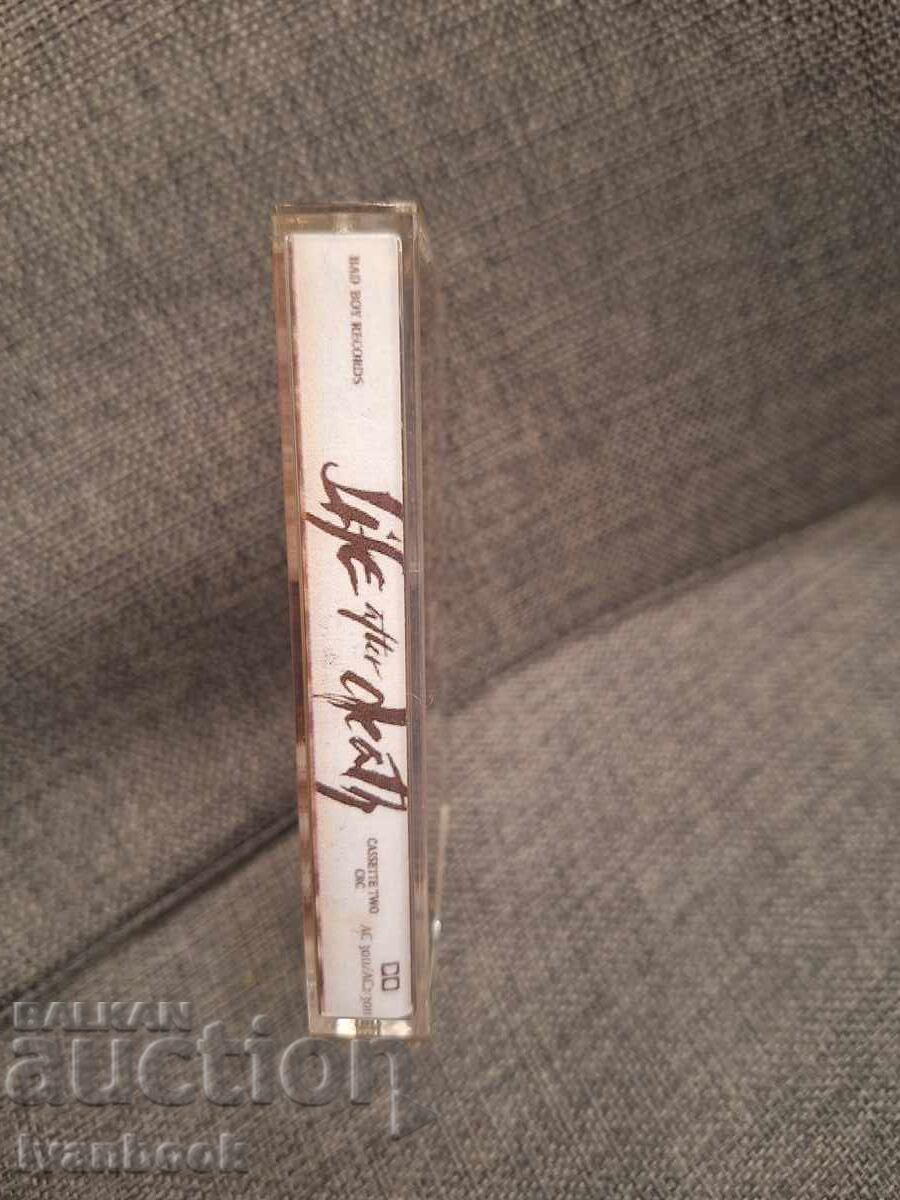 BAD BOY RECORDS
Life After death
CASSETTE TWO
CRC
BALKAN
auction
ivanbook